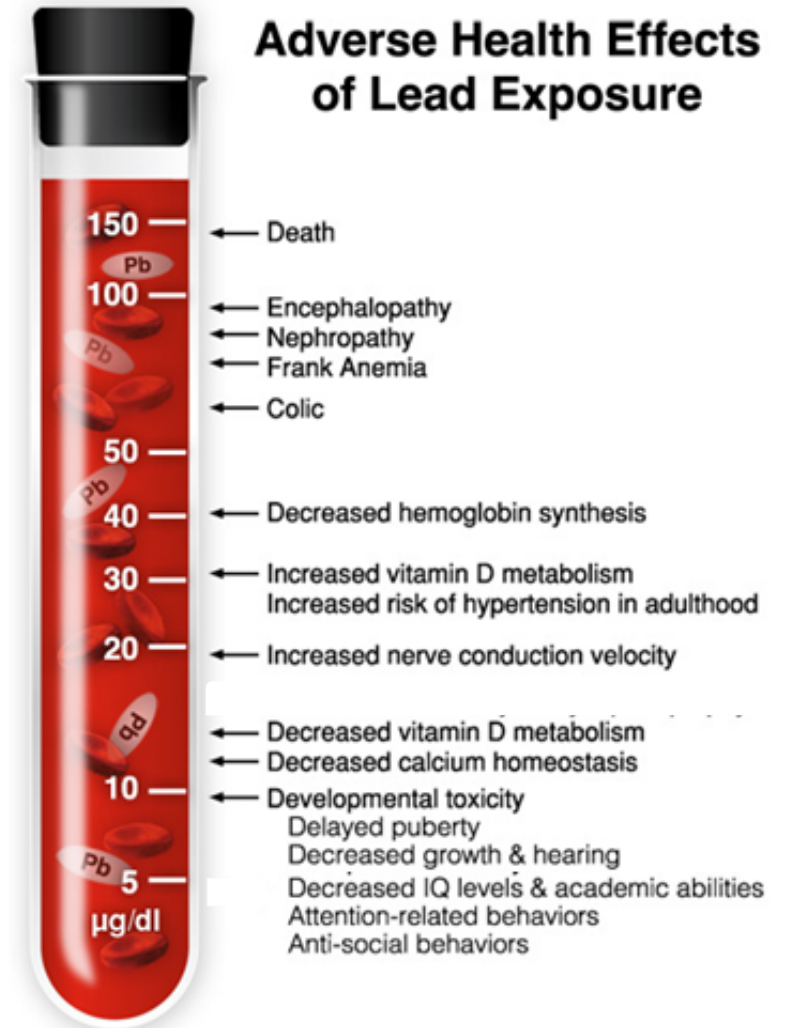 Adverse Health Effects
of Lead Exposure
150
Death
Pb
100
Encephalopathy
Nephropathy
Pb
Frank Anemia
Colic
50
Pb
40
Decreased hemoglobin synthesis
30
Increased vitamin D metabolism
Increased risk of hypertension in adulthood
20
Increased nerve conduction velocity
Pb
Decreased vitamin D metabolism
Decreased calcium homeostasis
10
Developmental toxicity
Delayed puberty
Decreased growth & hearing
Pb
5
Decreased IQ levels & academic abilities
µg/dl
Attention-related behaviors
Anti-social behaviors